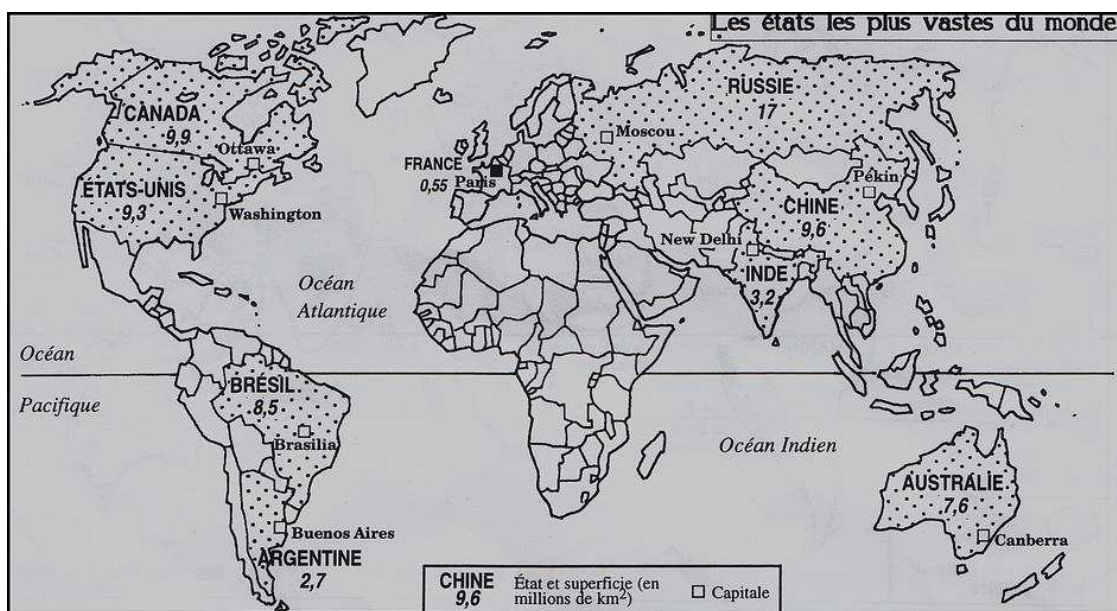 Les états les plus vastes du monde
RUSSIE
17
CANADA
9,9
Ottawa
Moscou
FRANCE
0,55
Paris
ÉTATS-UNIS
9,3
Washington
Pékin
CHINE
9,6
New Delhi
INDE
3,2
Océan
Atlantique
Océan
Pacifique
BRÉSIL
8,5
Brasilia
Océan Indien
AUSTRALIE
7,6
Canberra
Buenos Aires
ARGENTINE
2,7
CHINE
9,6
État et superficie (en
millions de km2)
Capitale